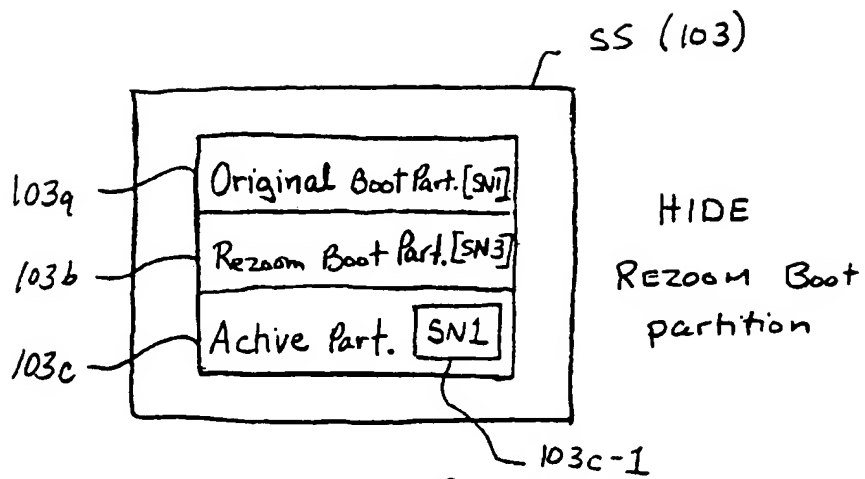 SS (103)
103a
Original Boot Part. [SN1]
103b
Rezoom Boot Part. [SN3]
103c
Active Part. SN1
103c-1
HIDE
REZOOM Boot
partition